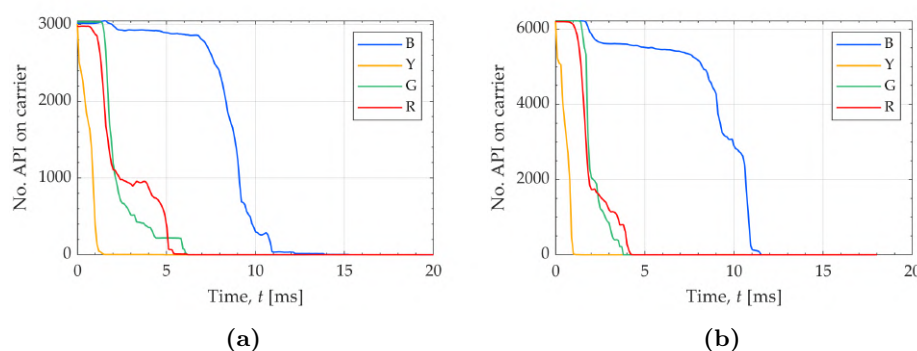 3000
2000
1000
0
No. API on carrier
B
Y
G
R
0 5 10 15 20
Time, t [ms]
(a)
6000
4000
2000
0
No. API on carrier
B
Y
G
R
0 5 10 15 20
Time, t [ms]
(b)